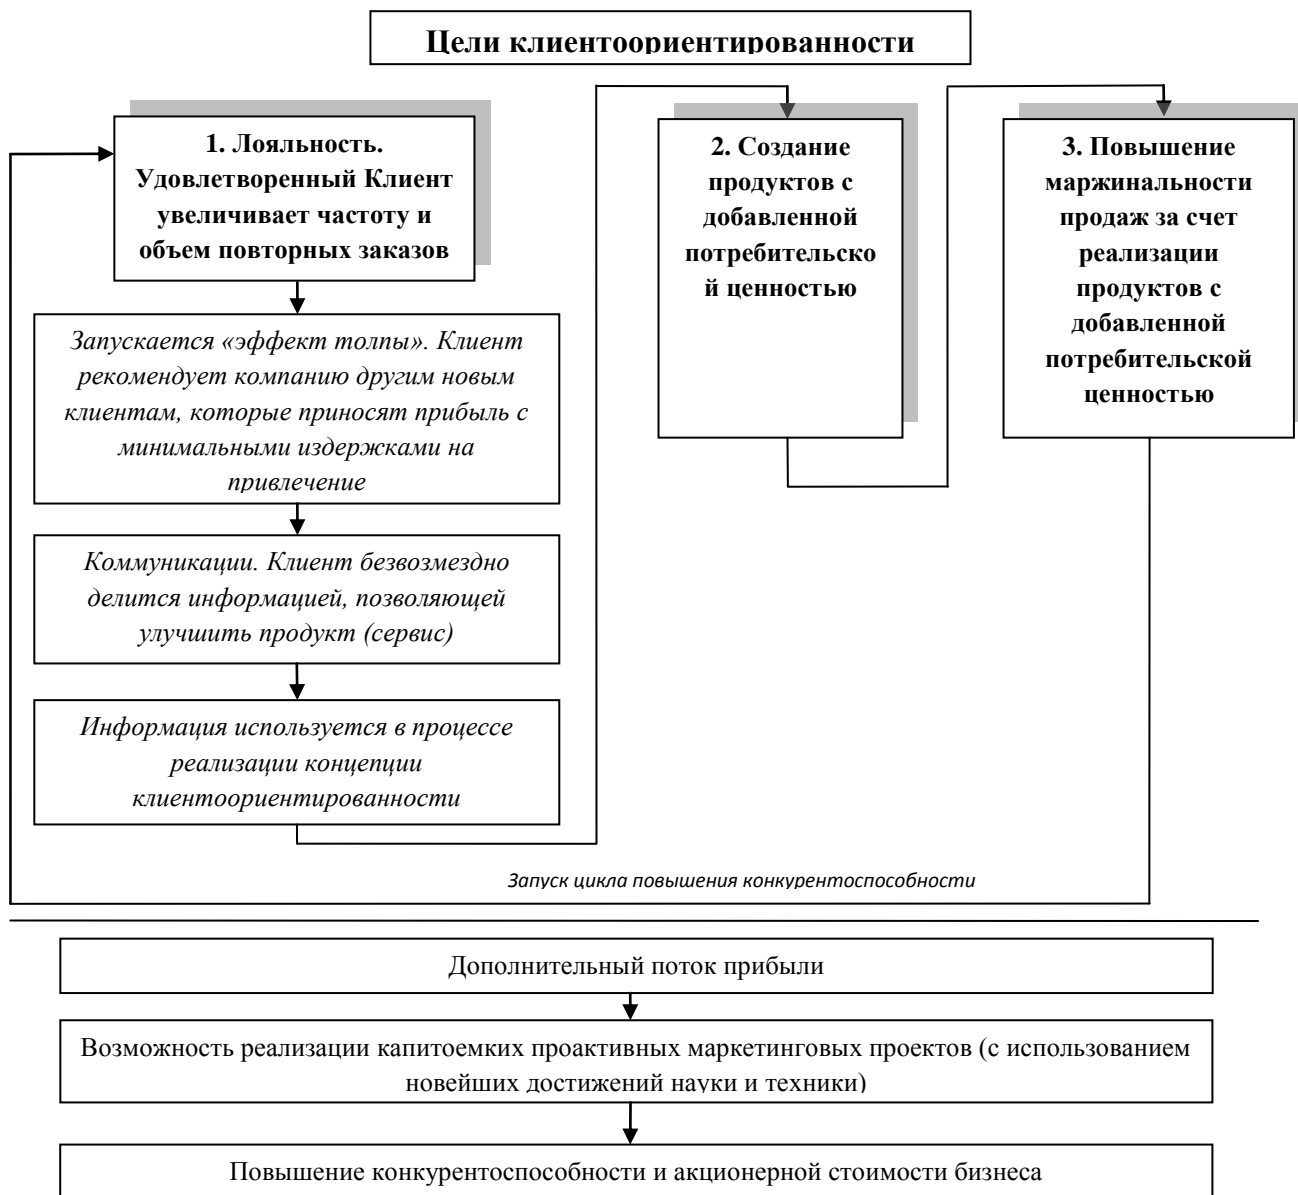 Цели клиентоориентированности
1. Лояльность.
Удовлетворенный Клиент
увеличивает частоту и
объем повторных заказов
Запускается «эффект толпы». Клиент
рекомендует компанию другим новым
клиентам, которые приносят прибыль с
минимальными издержками на
привлечение
Коммуникации. Клиент безвозмездно
делится информацией, позволяющей
улучшить продукт (сервис)
Информация используется в процессе
реализации концепции
клиентоориентированности
2. Создание
продуктов с
добавленной
потребительско
й ценностью
3. Повышение
маржинальности
продаж за счет
реализации
продуктов с
добавленной
потребительской
ценностью
Запуск цикла повышения конкурентоспособности
Дополнительный поток прибыли
Возможность реализации капитоемких проактивных маркетинговых проектов (с использованием
новейших достижений науки и техники)
Повышение конкурентоспособности и акционерной стоимости бизнеса